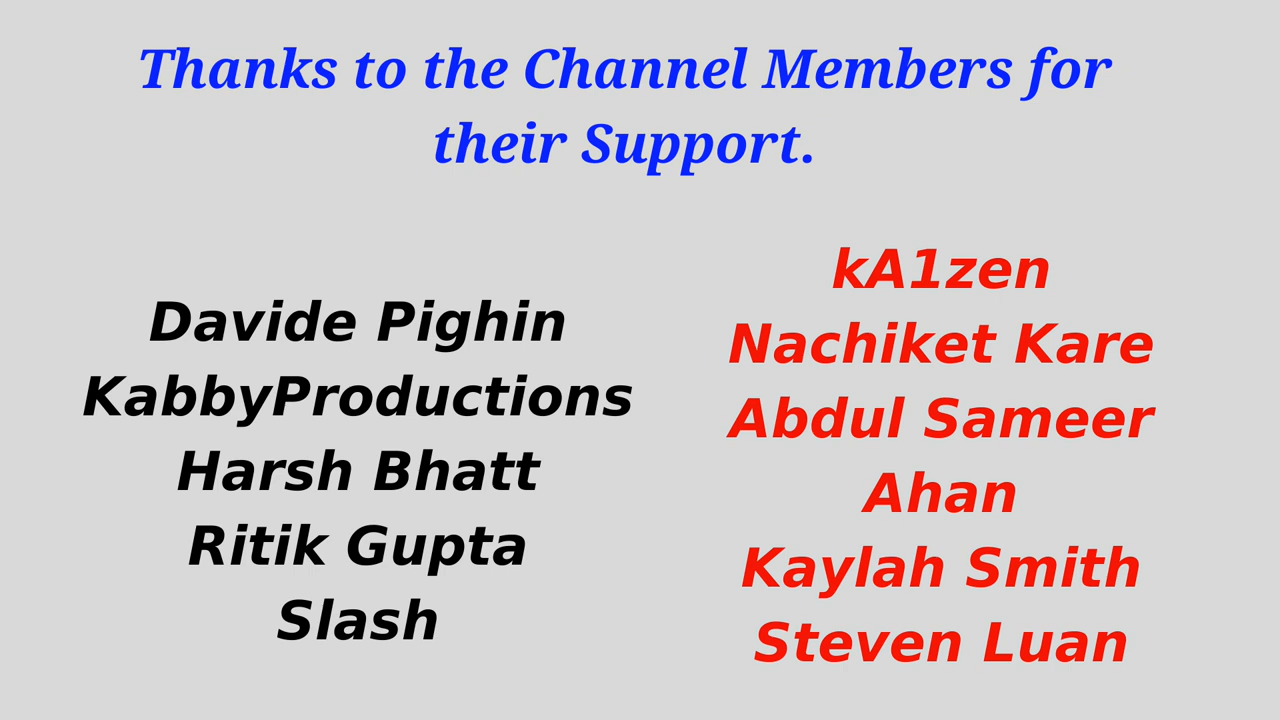 Thanks to the Channel Members for
their Support.
Davide Pighin
KabbyProductions
Harsh Bhatt
Ritik Gupta
Slash
kA1zen
Nachiket Kare
Abdul Sameer
Ahan
Kaylah Smith
Steven Luan